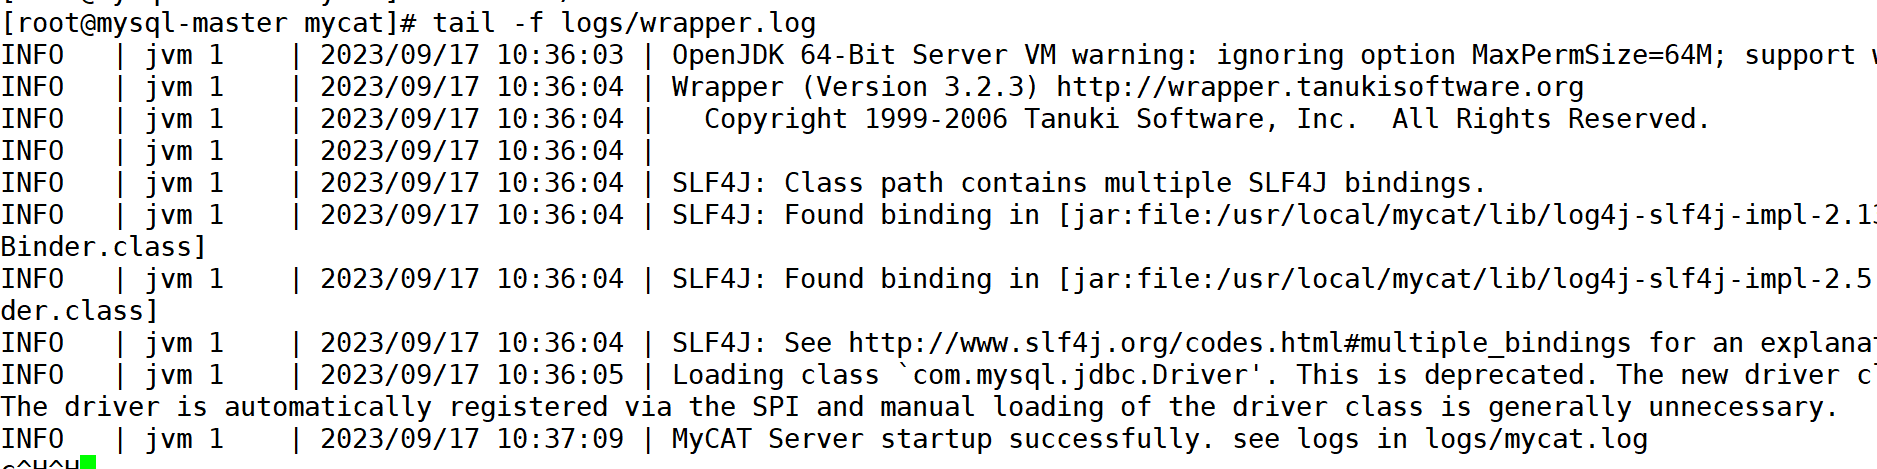 [root@mysql-master mycat]# tail -f logs/wrapper.log
INFO   | jvm 1    | 2023/09/17 10:36:03 | OpenJDK 64-Bit Server VM warning: ignoring option MaxPermSize=64M; support
INFO   | jvm 1    | 2023/09/17 10:36:04 | Wrapper (Version 3.2.3) http://wrapper.tanukisoftware.org
INFO   | jvm 1    | 2023/09/17 10:36:04 |   Copyright 1999-2006 Tanuki Software, Inc.  All Rights Reserved.
INFO   | jvm 1    | 2023/09/17 10:36:04 |
INFO   | jvm 1    | 2023/09/17 10:36:04 | SLF4J: Class path contains multiple SLF4J bindings.
INFO   | jvm 1    | 2023/09/17 10:36:04 | SLF4J: Found binding in [jar:file:/usr/local/mycat/lib/log4j-slf4j-impl-2.13
Binder.class]
INFO   | jvm 1    | 2023/09/17 10:36:04 | SLF4J: Found binding in [jar:file:/usr/local/mycat/lib/log4j-slf4j-impl-2.5
der.class]
INFO   | jvm 1    | 2023/09/17 10:36:04 | SLF4J: See http://www.slf4j.org/codes.html#multiple_bindings for an explana
INFO   | jvm 1    | 2023/09/17 10:36:05 | Loading class `com.mysql.jdbc.Driver'. This is deprecated. The new driver c
The driver is automatically registered via the SPI and manual loading of the driver class is generally unnecessary.
INFO   | jvm 1    | 2023/09/17 10:37:09 | MyCAT Server startup successfully. see logs in logs/mycat.log
c^H^H